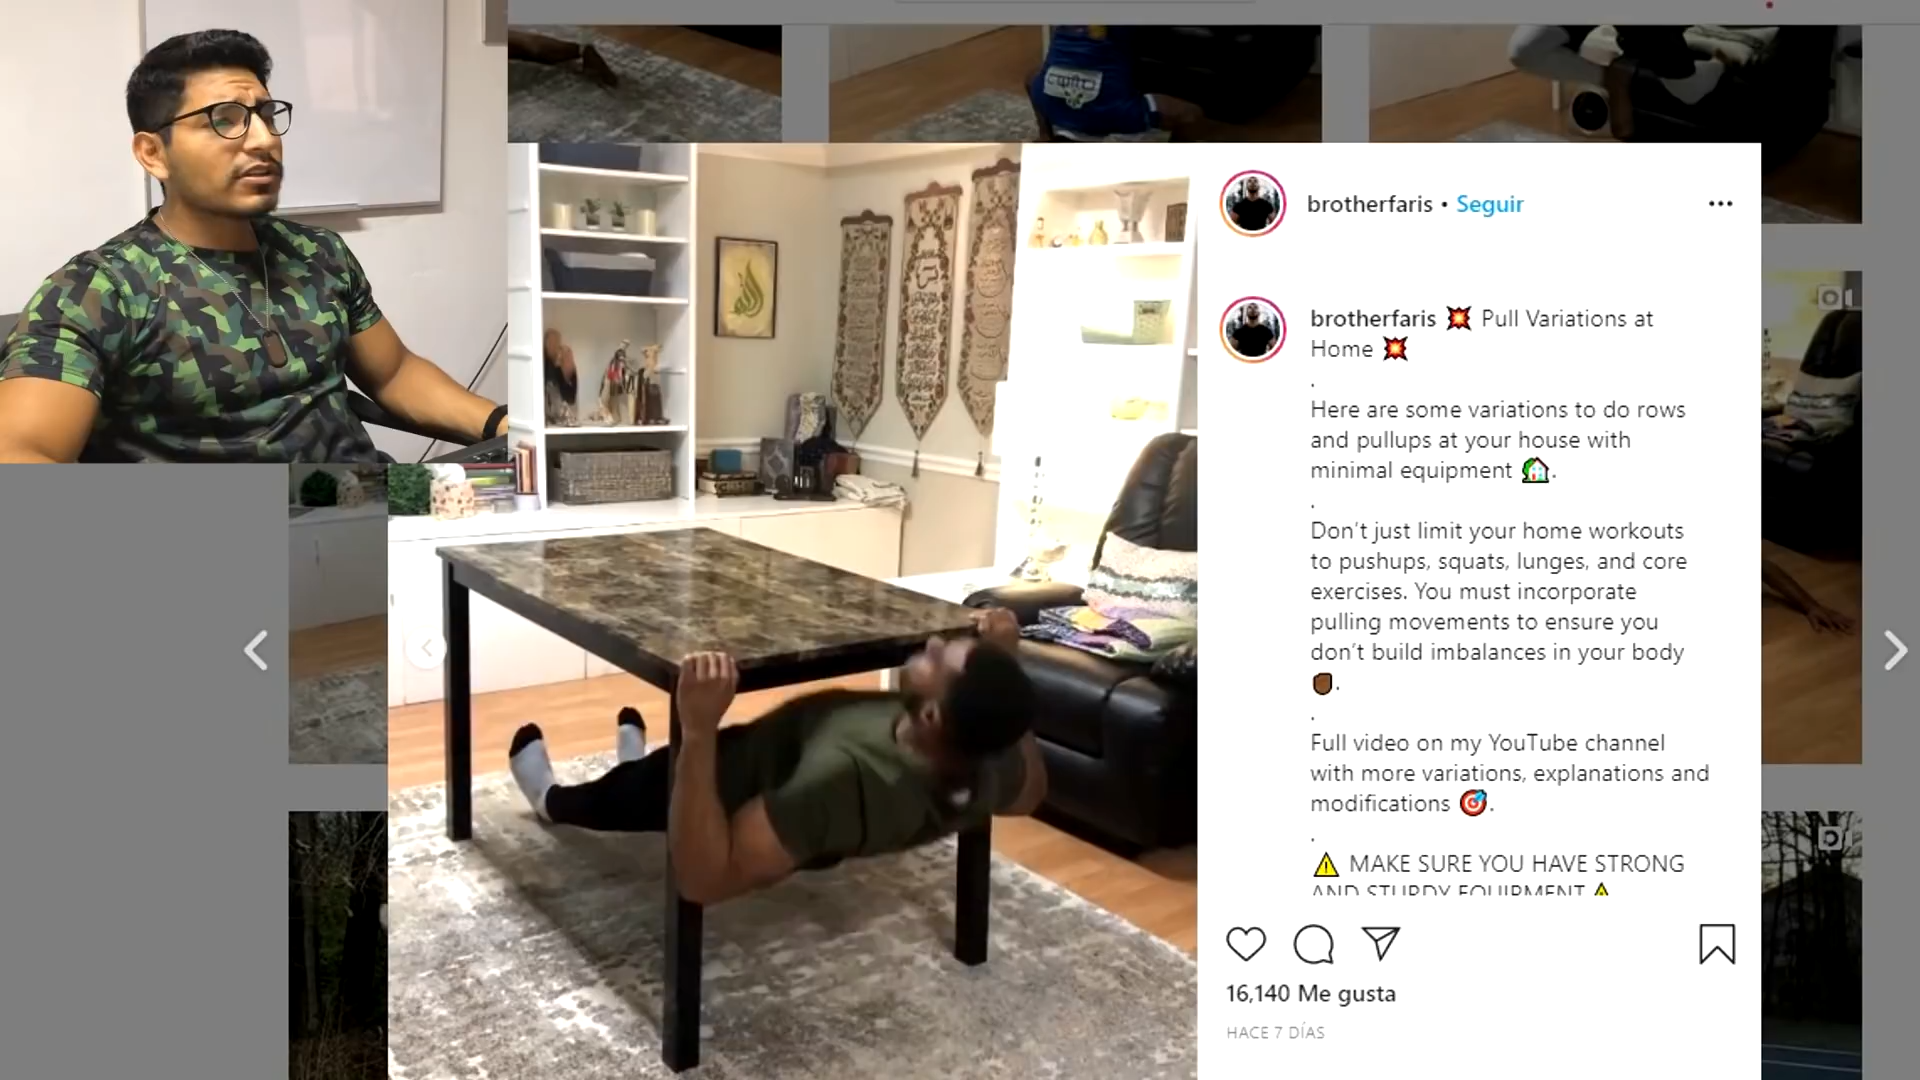 brotherfaris • Seguir
brotherfaris 💥 Pull Variations at
Home 💥
.
Here are some variations to do rows
and pullups at your house with
minimal equipment 🏡.
.
Don’t just limit your home workouts
to pushups, squats, lunges, and core
exercises. You must incorporate
pulling movements to ensure you
don’t build imbalances in your body
✊🏾.
.
Full video on my YouTube channel
with more variations, explanations and
modifications 🎯.
.
⚠️ MAKE SURE YOU HAVE STRONG
AND STURDY EQUIPMENT ⚠️
16,140 Me gusta
HACE 7 DÍAS